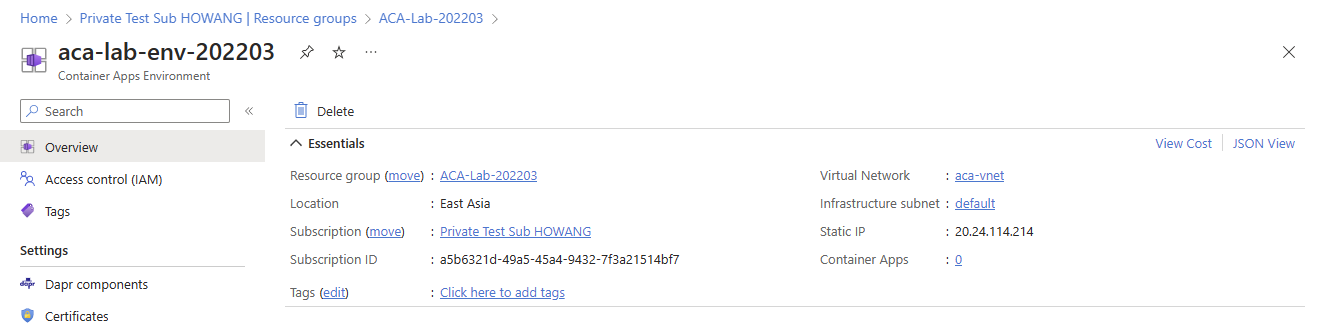 Home > Private Test Sub HOWANG | Resource groups > ACA-Lab-202203 >
aca-lab-env-202203 ...
Container Apps Environment
Search «
Overview
Access control (IAM)
Tags
Settings
dapr Dapr components
Certificates
Delete
Essentials
View Cost | JSON View
Resource group (move) : ACA-Lab-202203
Location : East Asia
Subscription (move) : Private Test Sub HOWANG
Subscription ID : a5b6321d-49a5-45a4-9432-7f3a21514bf7
Tags (edit) : Click here to add tags
Virtual Network : aca-vnet
Infrastructure subnet : default
Static IP : 20.24.114.214
Container Apps : 0